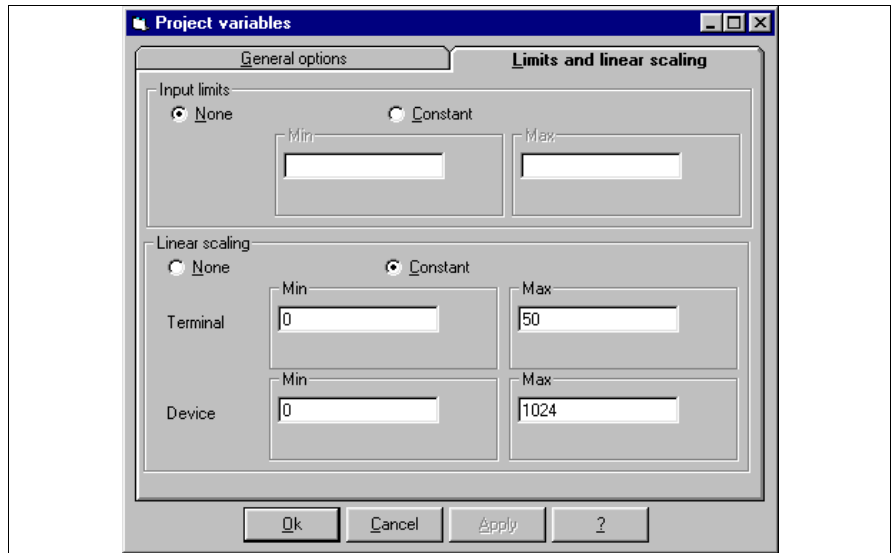 Project variables
General options
Limits and linear scaling
Input limits
None
Constant
Min
Max
Linear scaling
None
Constant
Min
Max
Terminal
0
50
Min
Max
Device
0
1024
Ok
Cancel
Apply
?